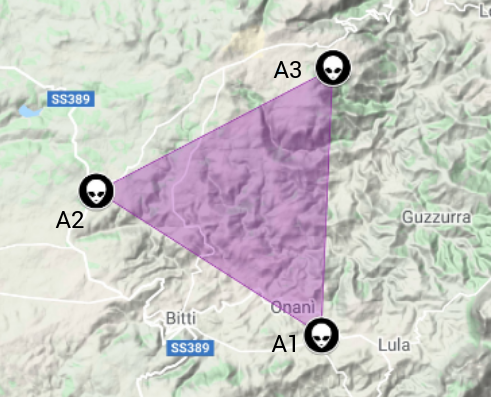 A3
SS389
A2
Guzzurra
Onanì
Bitti
A1
SS389
Lula